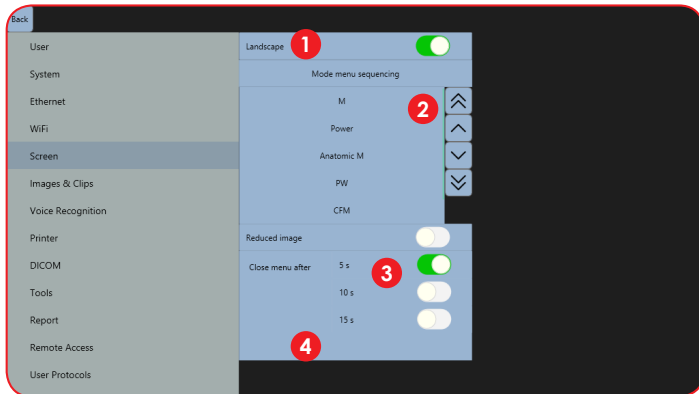 Back
User
System
Ethernet
WiFi
Screen
Images & Clips
Voice Recognition
Printer
DICOM
Tools
Report
Remote Access
User Protocols
Landscape 1
Mode menu sequencing
M 2
Power
Anatomic M
PW
CFM
Reduced image
Close menu after 5 s 3
10 s
15 s
4